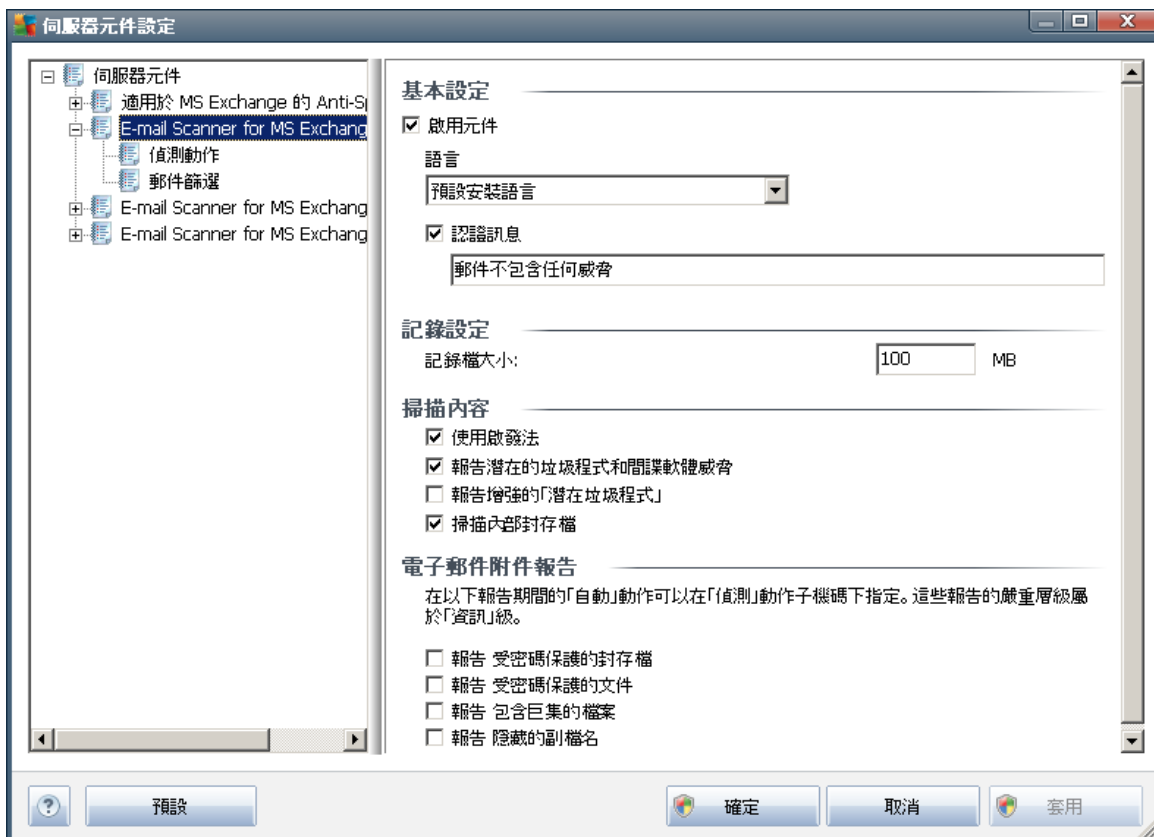 伺服器元件設定
伺服器元件
適用於 MS Exchange 的 Anti-S
E-mail Scanner for MS Exchang
偵測動作
郵件篩選
E-mail Scanner for MS Exchang
E-mail Scanner for MS Exchang
基本設定
啟用元件
語言
預設安裝語言
認證訊息
郵件不包含任何威脅
記錄設定
記錄檔大小:
100 MB
掃描內容
使用啟發法
報告潛在的垃圾程式和間諜軟體威脅
報告增強的「潛在垃圾程式」
掃描內部封存檔
電子郵件附件報告
在以下報告期間的「自動」動作可以在「偵測」動作子機碼下指定。這些報告的嚴重層級屬
於「資訊」級。
報告 受密碼保護的封存檔
報告 受密碼保護的文件
報告 包含巨集的檔案
報告 隱藏的副檔名
?
預設
確定
取消
套用